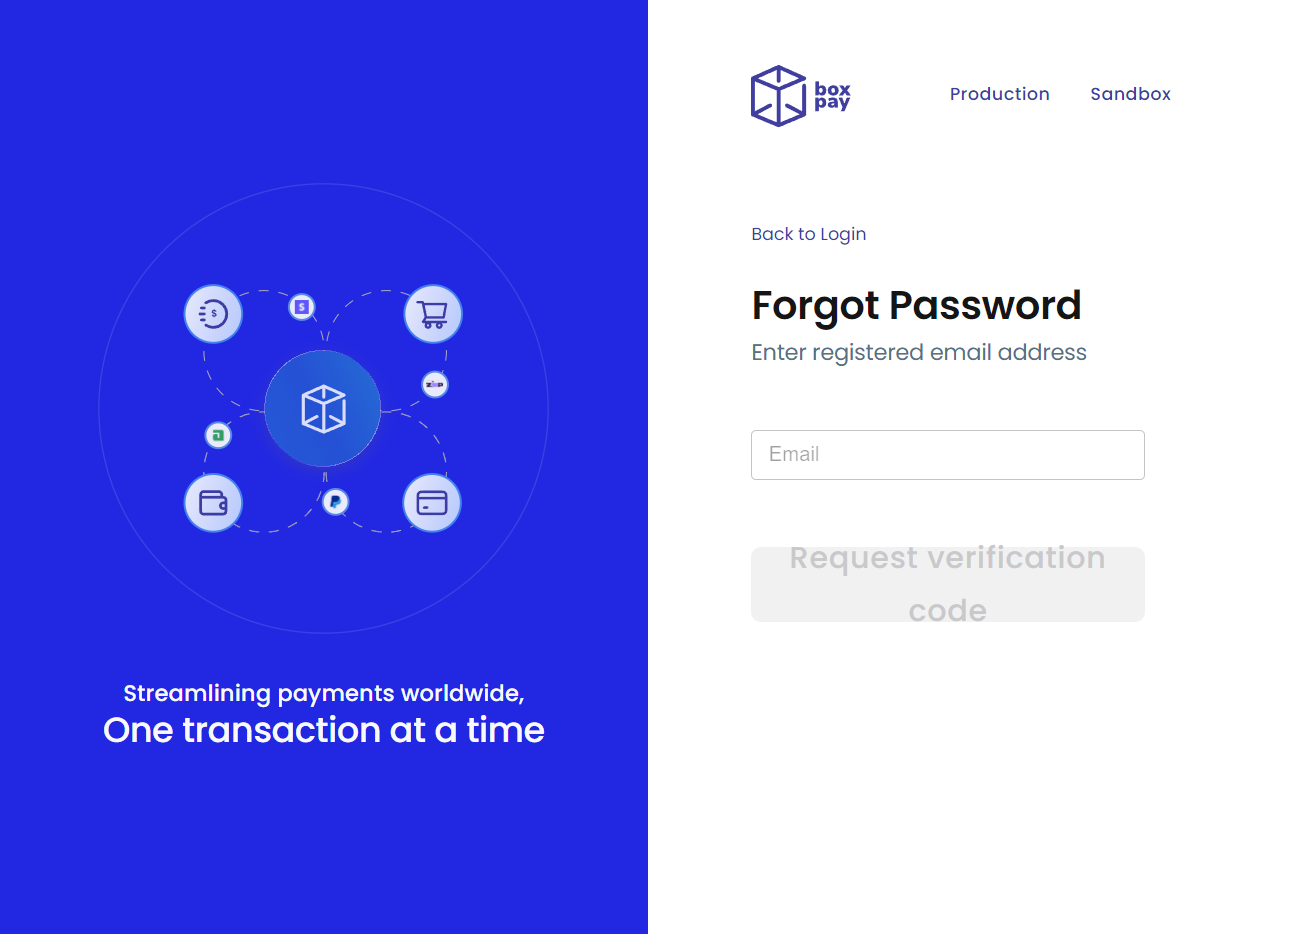 Streamlining payments worldwide,
One transaction at a time
box
pay
Production
Sandbox
Back to Login
Forgot Password
Enter registered email address
Email
Request verification
code